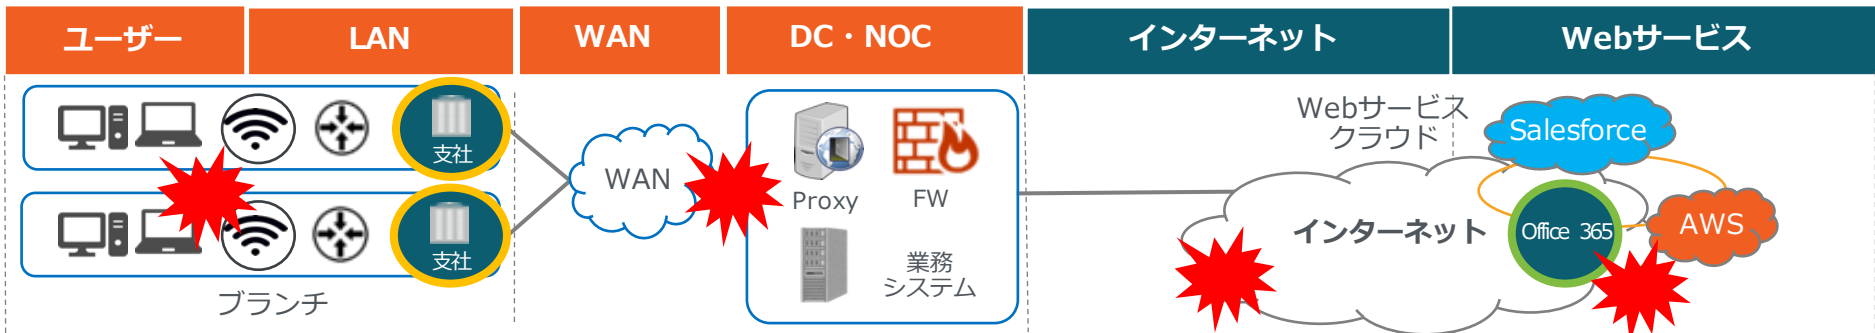 ユーザー
LAN
WAN
DC・NOC
インターネット
Webサービス
支社
支社
ブランチ
WAN
Proxy
FW
業務
システム
Webサービス
クラウド
Salesforce
インターネット
Office 365
AWS